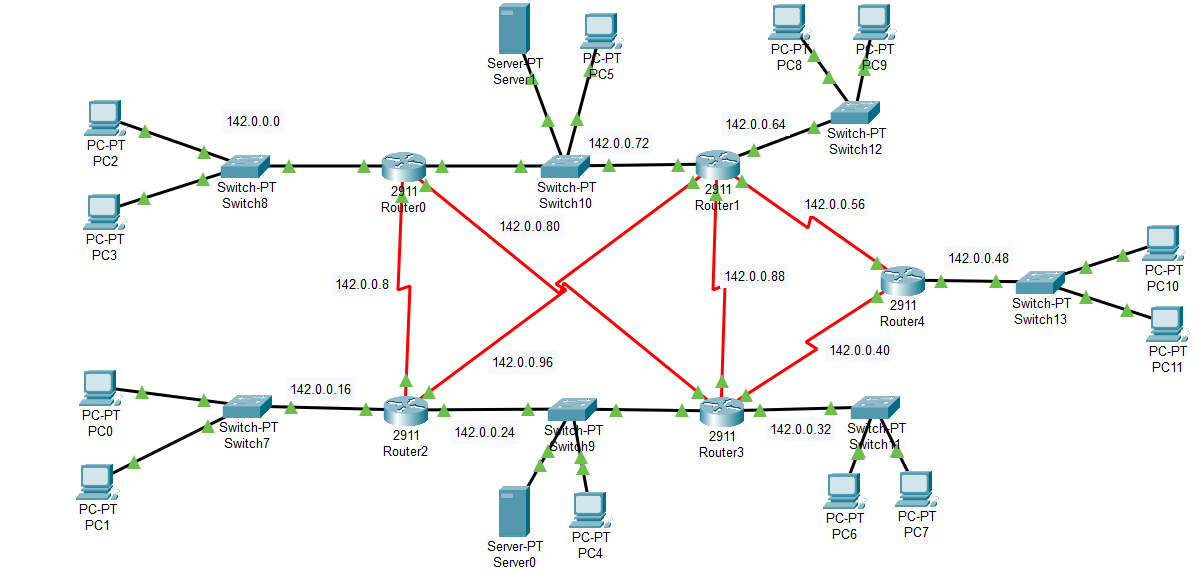 Server-PT
Server1
PC-PT
PC5
PC-PT
PC8
PC-PT
PC9
142.0.0.0
142.0.0.72
142.0.0.64
Switch-PT
Switch12
PC-PT
PC2
Switch-PT
Switch8
2911
Router0
Switch-PT
Switch10
2911
Router1
PC-PT
PC3
142.0.0.80
142.0.0.56
142.0.0.8
142.0.0.88
142.0.0.48
PC-PT
PC10
2911
Router4
Switch-PT
Switch13
142.0.0.96
142.0.0.40
PC-PT
PC11
142.0.0.16
PC-PT
PC0
Switch-PT
Switch7
2911
Router2
142.0.0.24
Switch-PT
Switch9
2911
Router3
142.0.0.32
Switch-PT
Switch11
PC-PT
PC1
Server-PT
Server0
PC-PT
PC4
PC-PT
PC6
PC-PT
PC7